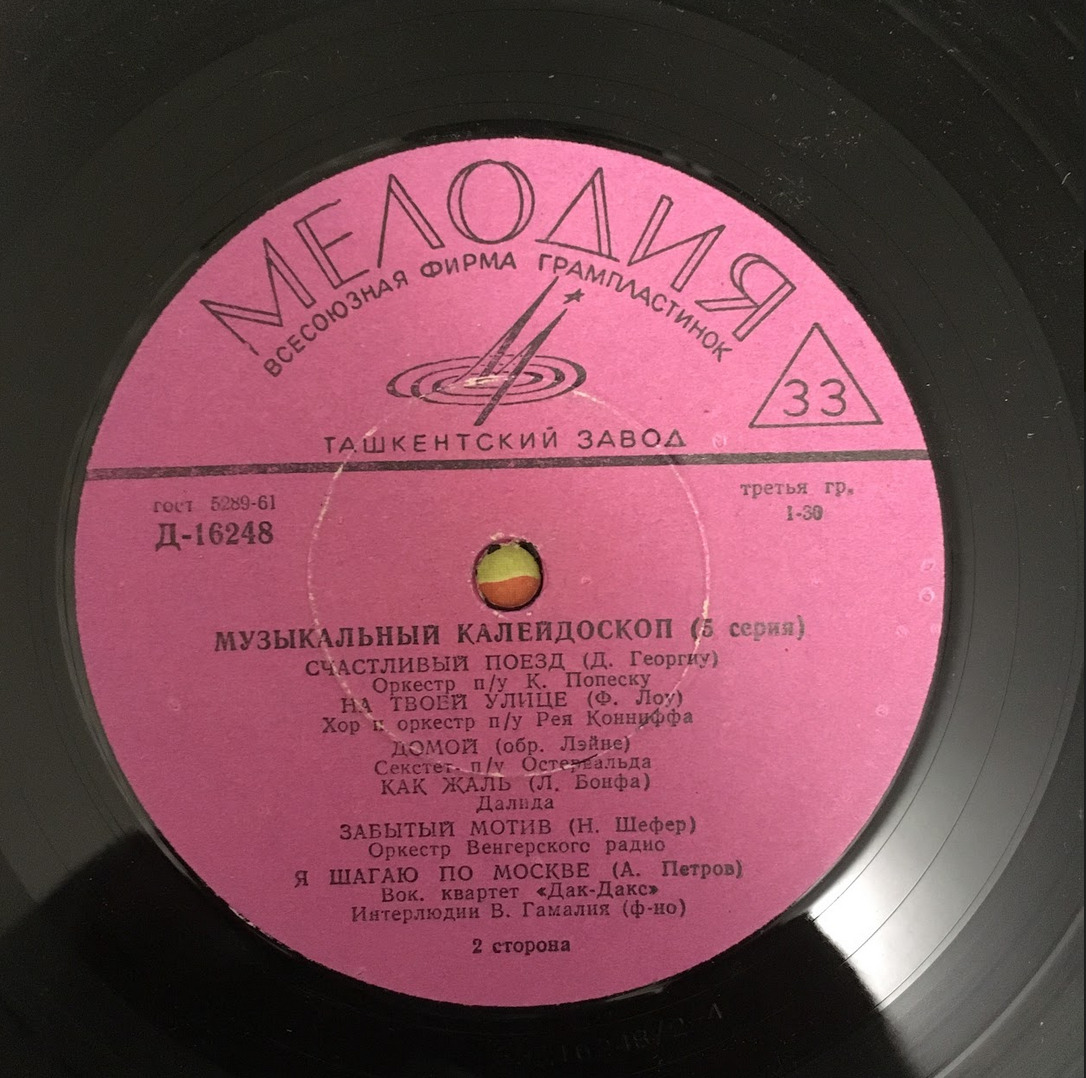 МЕЛОДИЯ
ВСЕСОЮЗНАЯ ФИРМА ГРАМПЛАСТИНОК
33
ТАШКЕНТСКИЙ ЗАВОД
гост 5289-61
Д-16248
третья гр.
1-30
МУЗЫКАЛЬНЫЙ КАЛЕЙДОСКОП (5 серия)
СЧАСТЛИВЫЙ ПОЕЗД (Д. Георгиу)
Оркестр п/у К. Попеску
НА ТВОЕЙ УЛИЦЕ (Ф. Лоу)
Хор и оркестр п/у Рея Конниффа
ДОМОЙ (обр. Лэйне)
Секстет п/у Остервальда
КАК ЖАЛЬ (Л. Бонфа)
Далида
ЗАБЫТЫЙ МОТИВ (Н. Шефер)
Оркестр Венгерского радио
Я ШАГАЮ ПО МОСКВЕ (А. Петров)
Вок. квартет «Дак-Дакс»
Интерлюдии В. Гамалия (ф-но)
2 сторона